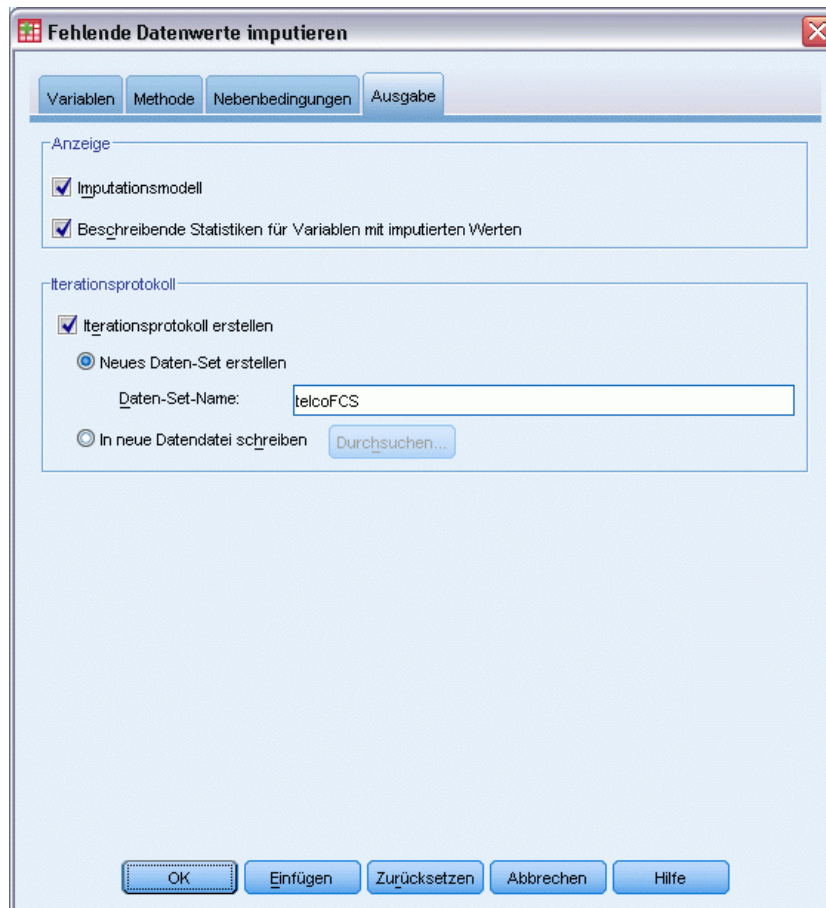 Fehlende Datenwerte imputieren
Variablen Methode Nebenbedingungen Ausgabe
Anzeige
Imputationsmodell
Beschreibende Statistiken für Variablen mit imputierten Werten
Iterationsprotokoll
Iterationsprotokoll erstellen
Neues Daten-Set erstellen
Daten-Set-Name: telcoFCS
In neue Datendatei schreiben Durchsuchen...
OK Einfügen Zurücksetzen Abbrechen Hilfe